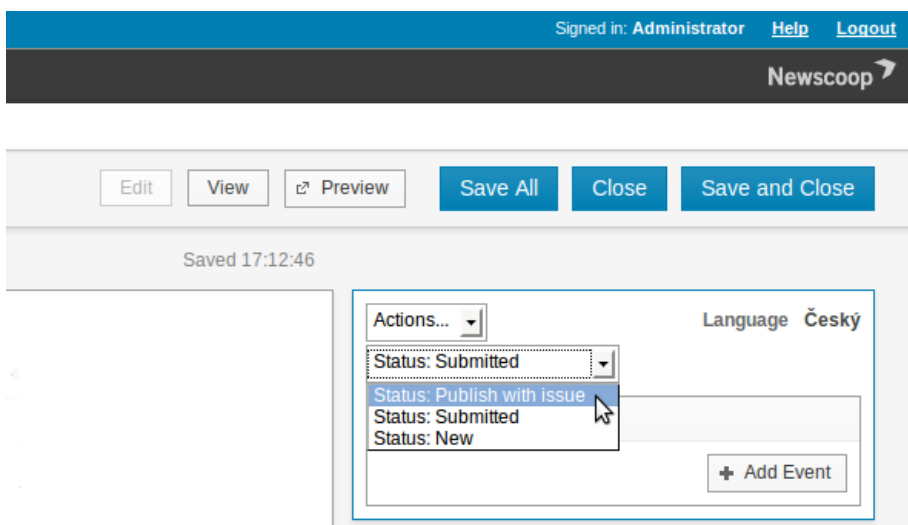 Signed in: Administrator Help Logout
Newscoop
Edit View Preview Save All Close Save and Close
Saved 17:12:46
Actions... Language Český
Status: Submitted
Status: Publish with issue
Status: Submitted
Status: New
Add Event